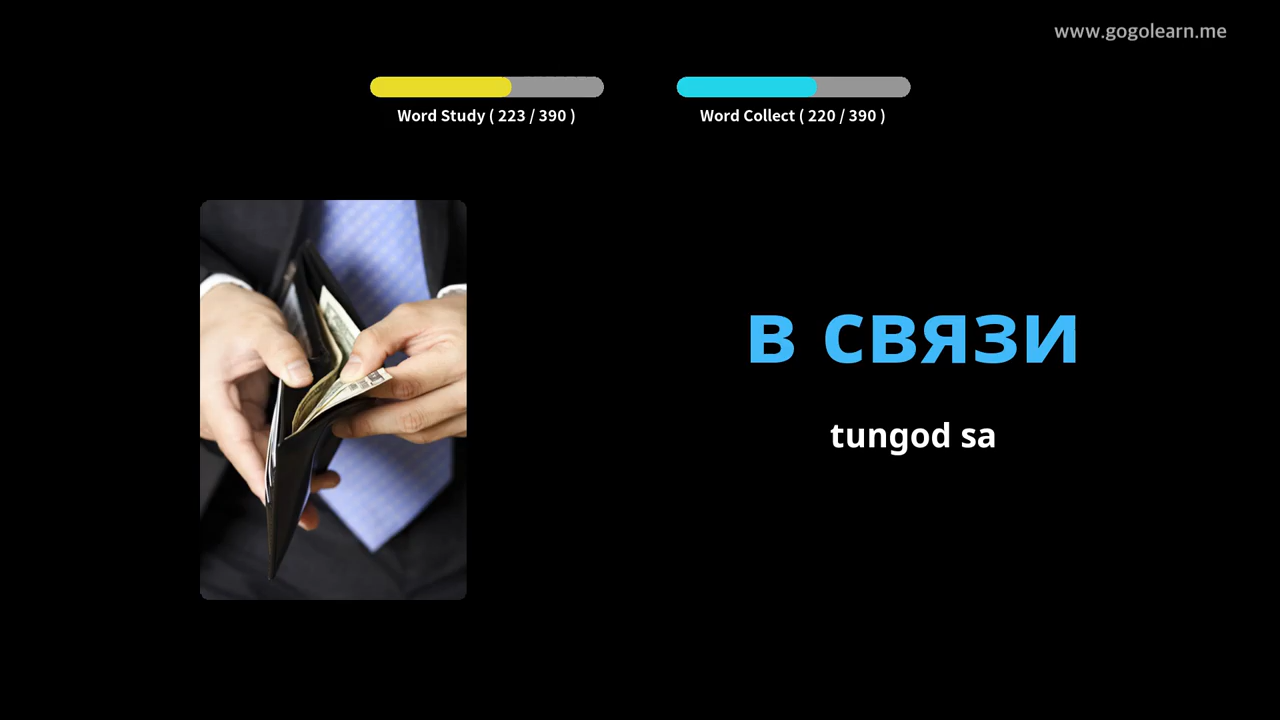 www.gogolearn.me
Word Study ( 223 / 390 )
Word Collect ( 220 / 390 )
в связи
tungod sa